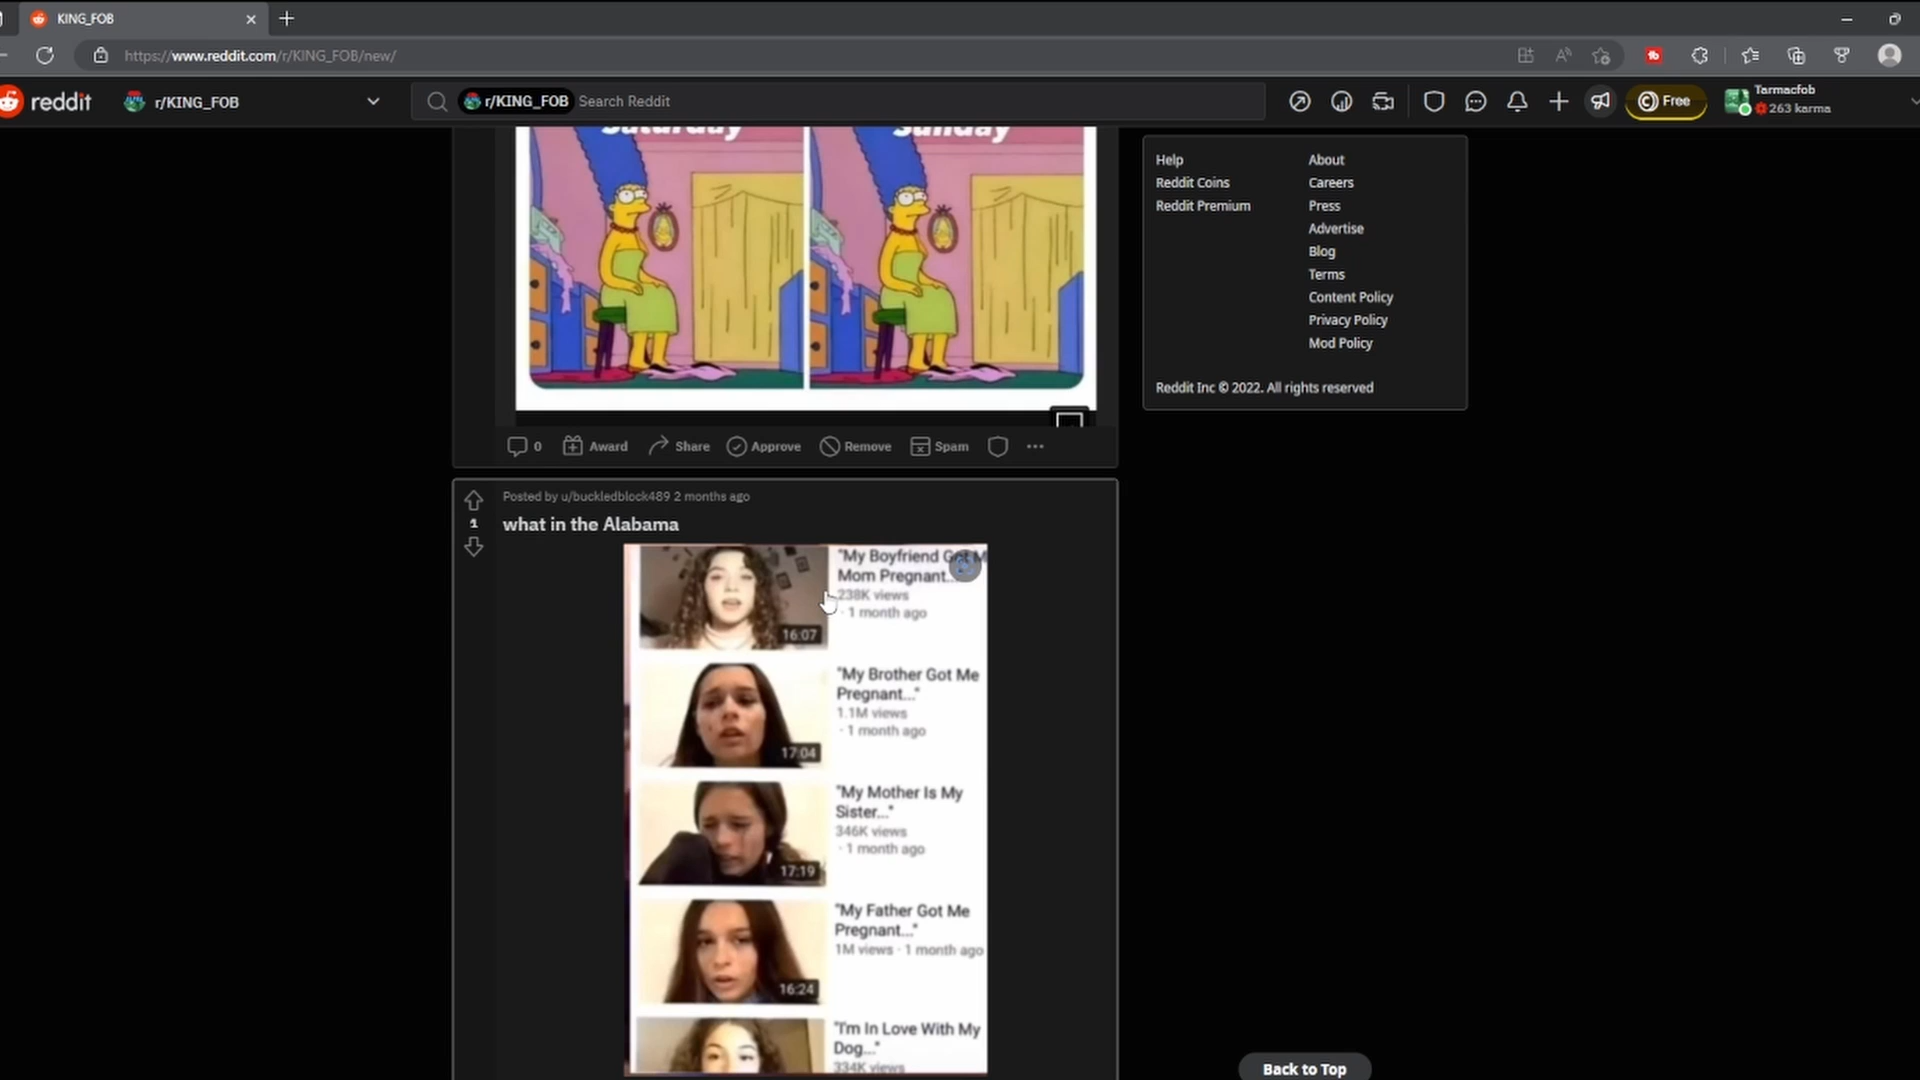 KING_FOB
https://www.reddit.com/r/KING_FOB/new/
reddit
r/KING_FOB
r/KING_FOB Search Reddit
Free
Tarmacfob
263 karma
Saturday
Sunday
0
Award
Share
Approve
Remove
Spam
Help
Reddit Coins
Reddit Premium
About
Careers
Press
Advertise
Blog
Terms
Content Policy
Privacy Policy
Mod Policy
Reddit Inc © 2022. All rights reserved
Posted by u/buckledblock489 2 months ago
1
what in the Alabama
"My Boyfriend Got M
Mom Pregnant...
238K views
· 1 month ago
16:07
"My Brother Got Me
Pregnant..."
1.1M views
· 1 month ago
17:04
"My Mother Is My
Sister..."
346K views
· 1 month ago
17:19
"My Father Got Me
Pregnant..."
1M views · 1 month ago
16:24
"I'm In Love With My
Dog..."
334K views
Back to Top